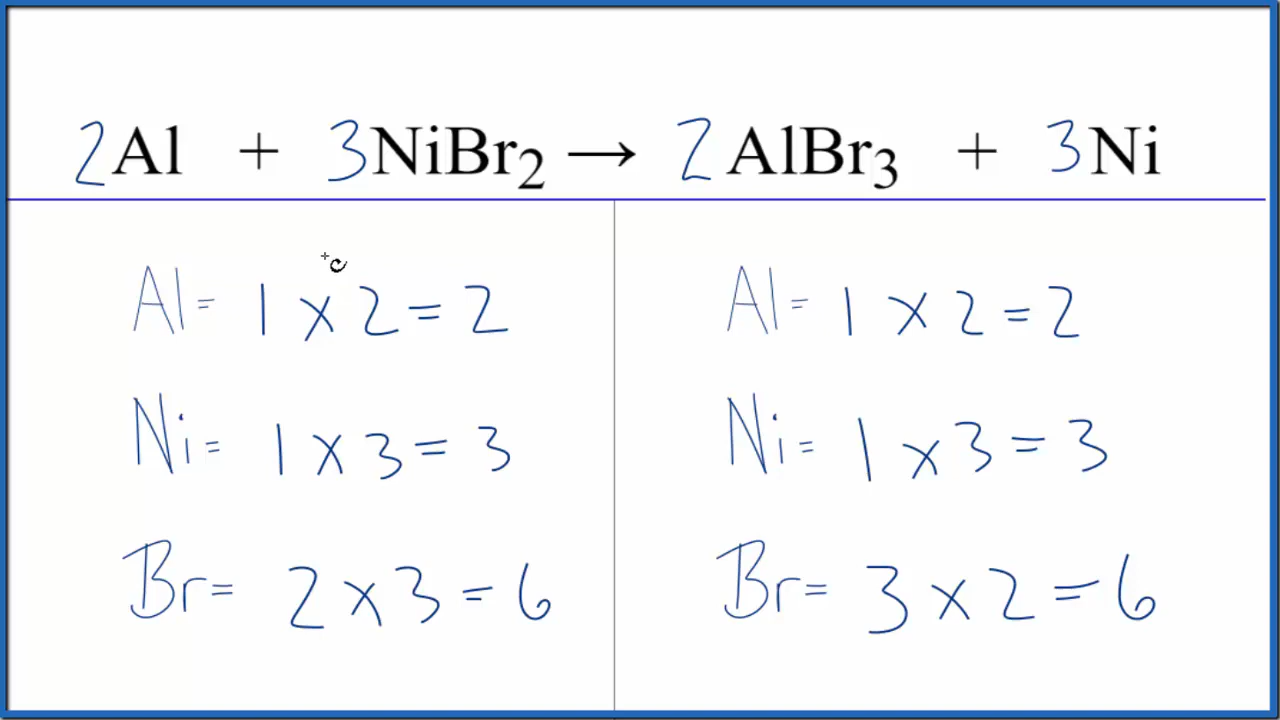 2Al + 3NiBr₂ → 2AlBr₃ + 3Ni
Al= 1 x 2 = 2
Ni= 1 x 3 = 3
Br= 2 x 3 = 6
Al= 1 x 2 = 2
Ni= 1 x 3 = 3
Br= 3 x 2 = 6